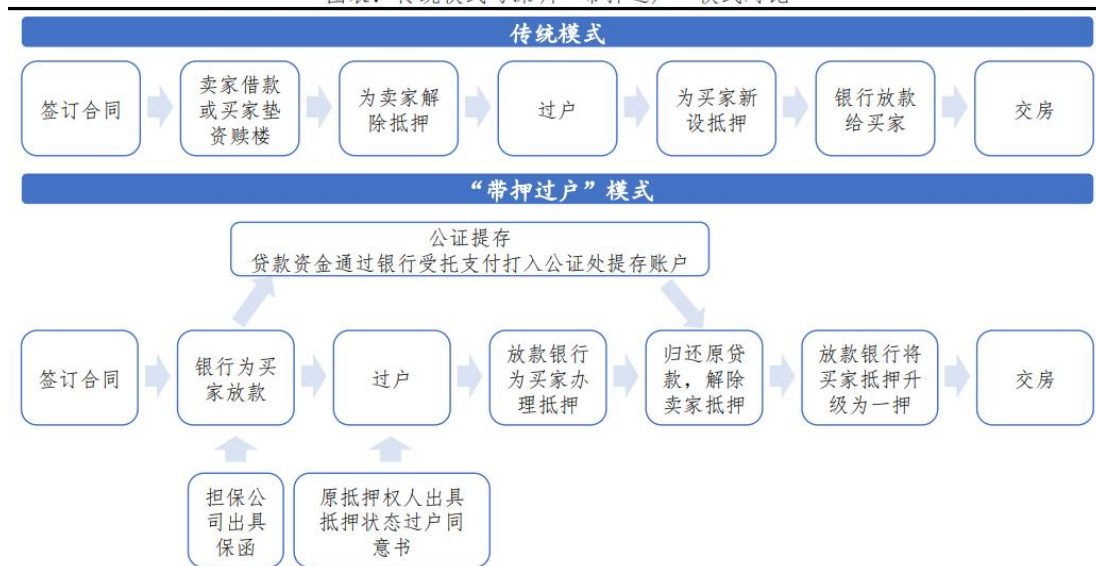 传统模式
签订合同
卖家借款
或买家垫
资赎楼
为卖家解
除抵押
过户
为买家新
设抵押
银行放款
给买家
交房
“带押过户”模式
公证提存
贷款资金通过银行受托支付打入公证处提存账户
签订合同
银行为买
家放款
过户
放款银行
为买家办
理抵押
归还原贷
款，解除
卖家抵押
放款银行将
买家抵押升
级为一押
交房
担保公
司出具
保函
原抵押权人出具
抵押状态过户同
意书